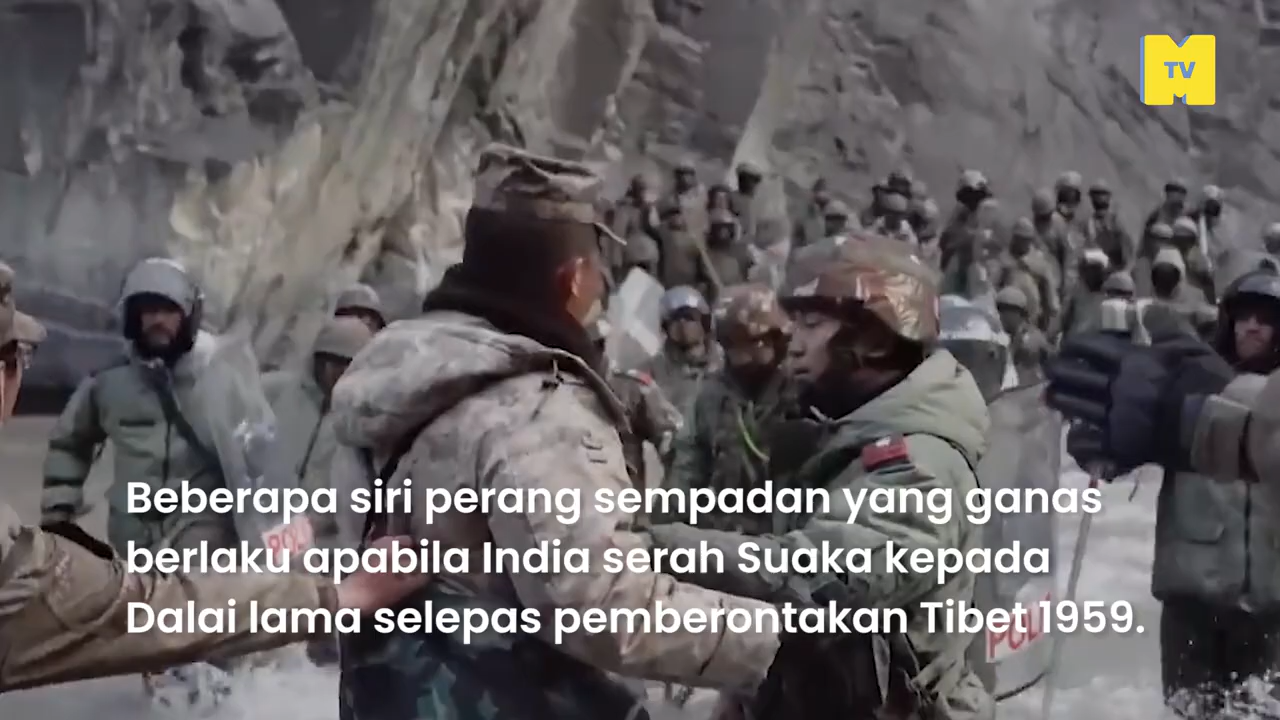 TV
Beberapa siri perang sempadan yang ganas
berlaku apabila India serah Suaka kepada
Dalai lama selepas pemberontakan Tibet 1959.